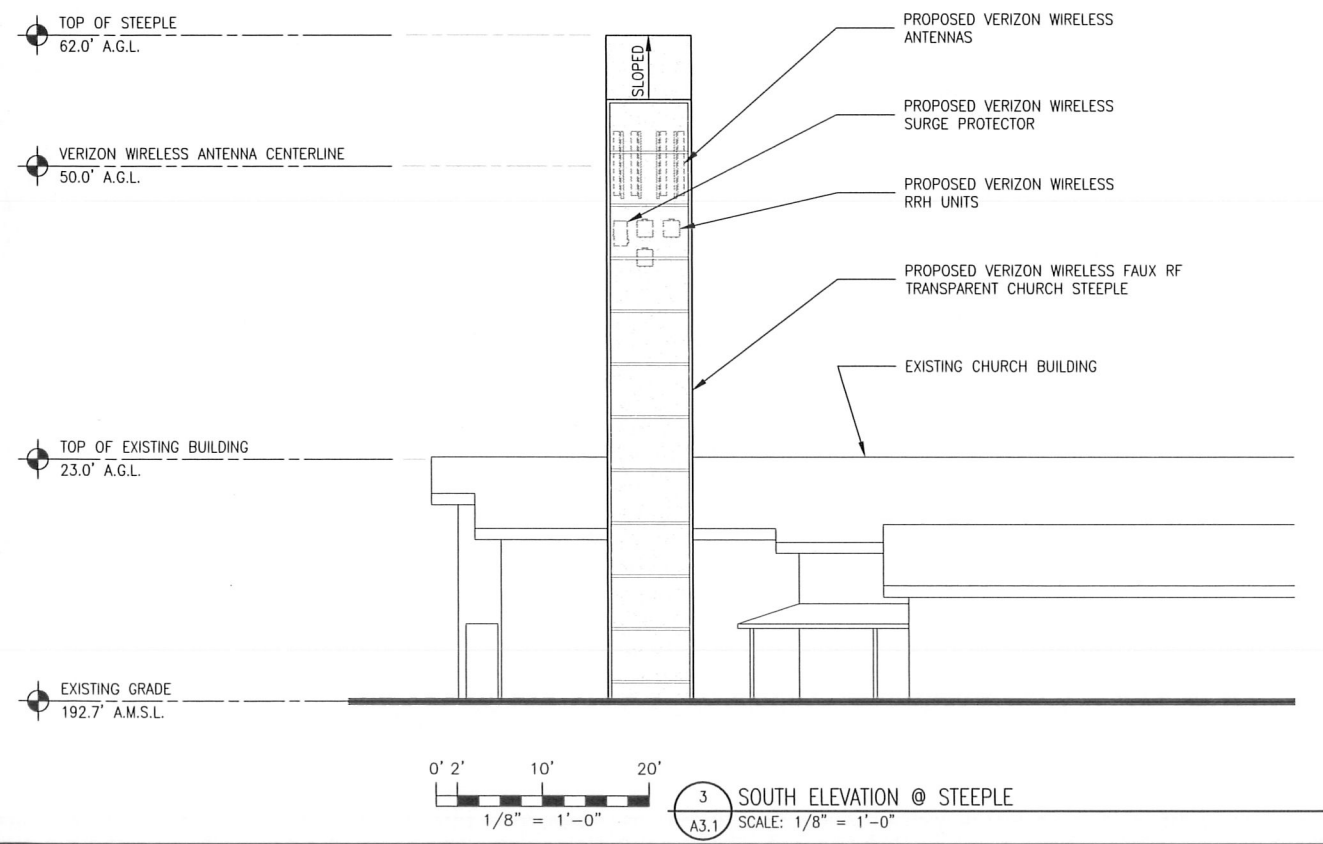 TOP OF STEEPLE
62.0' A.G.L.
VERIZON WIRELESS ANTENNA CENTERLINE
50.0' A.G.L.
TOP OF EXISTING BUILDING
23.0' A.G.L.
EXISTING GRADE
192.7' A.M.S.L.
SLOPED
PROPOSED VERIZON WIRELESS
ANTENNAS
PROPOSED VERIZON WIRELESS
SURGE PROTECTOR
PROPOSED VERIZON WIRELESS
RRH UNITS
PROPOSED VERIZON WIRELESS FAUX RF
TRANSPARENT CHURCH STEEPLE
EXISTING CHURCH BUILDING
0' 2' 10' 20'
1/8" = 1'-0"
3
A3.1
SOUTH ELEVATION @ STEEPLE
SCALE: 1/8" = 1'-0"